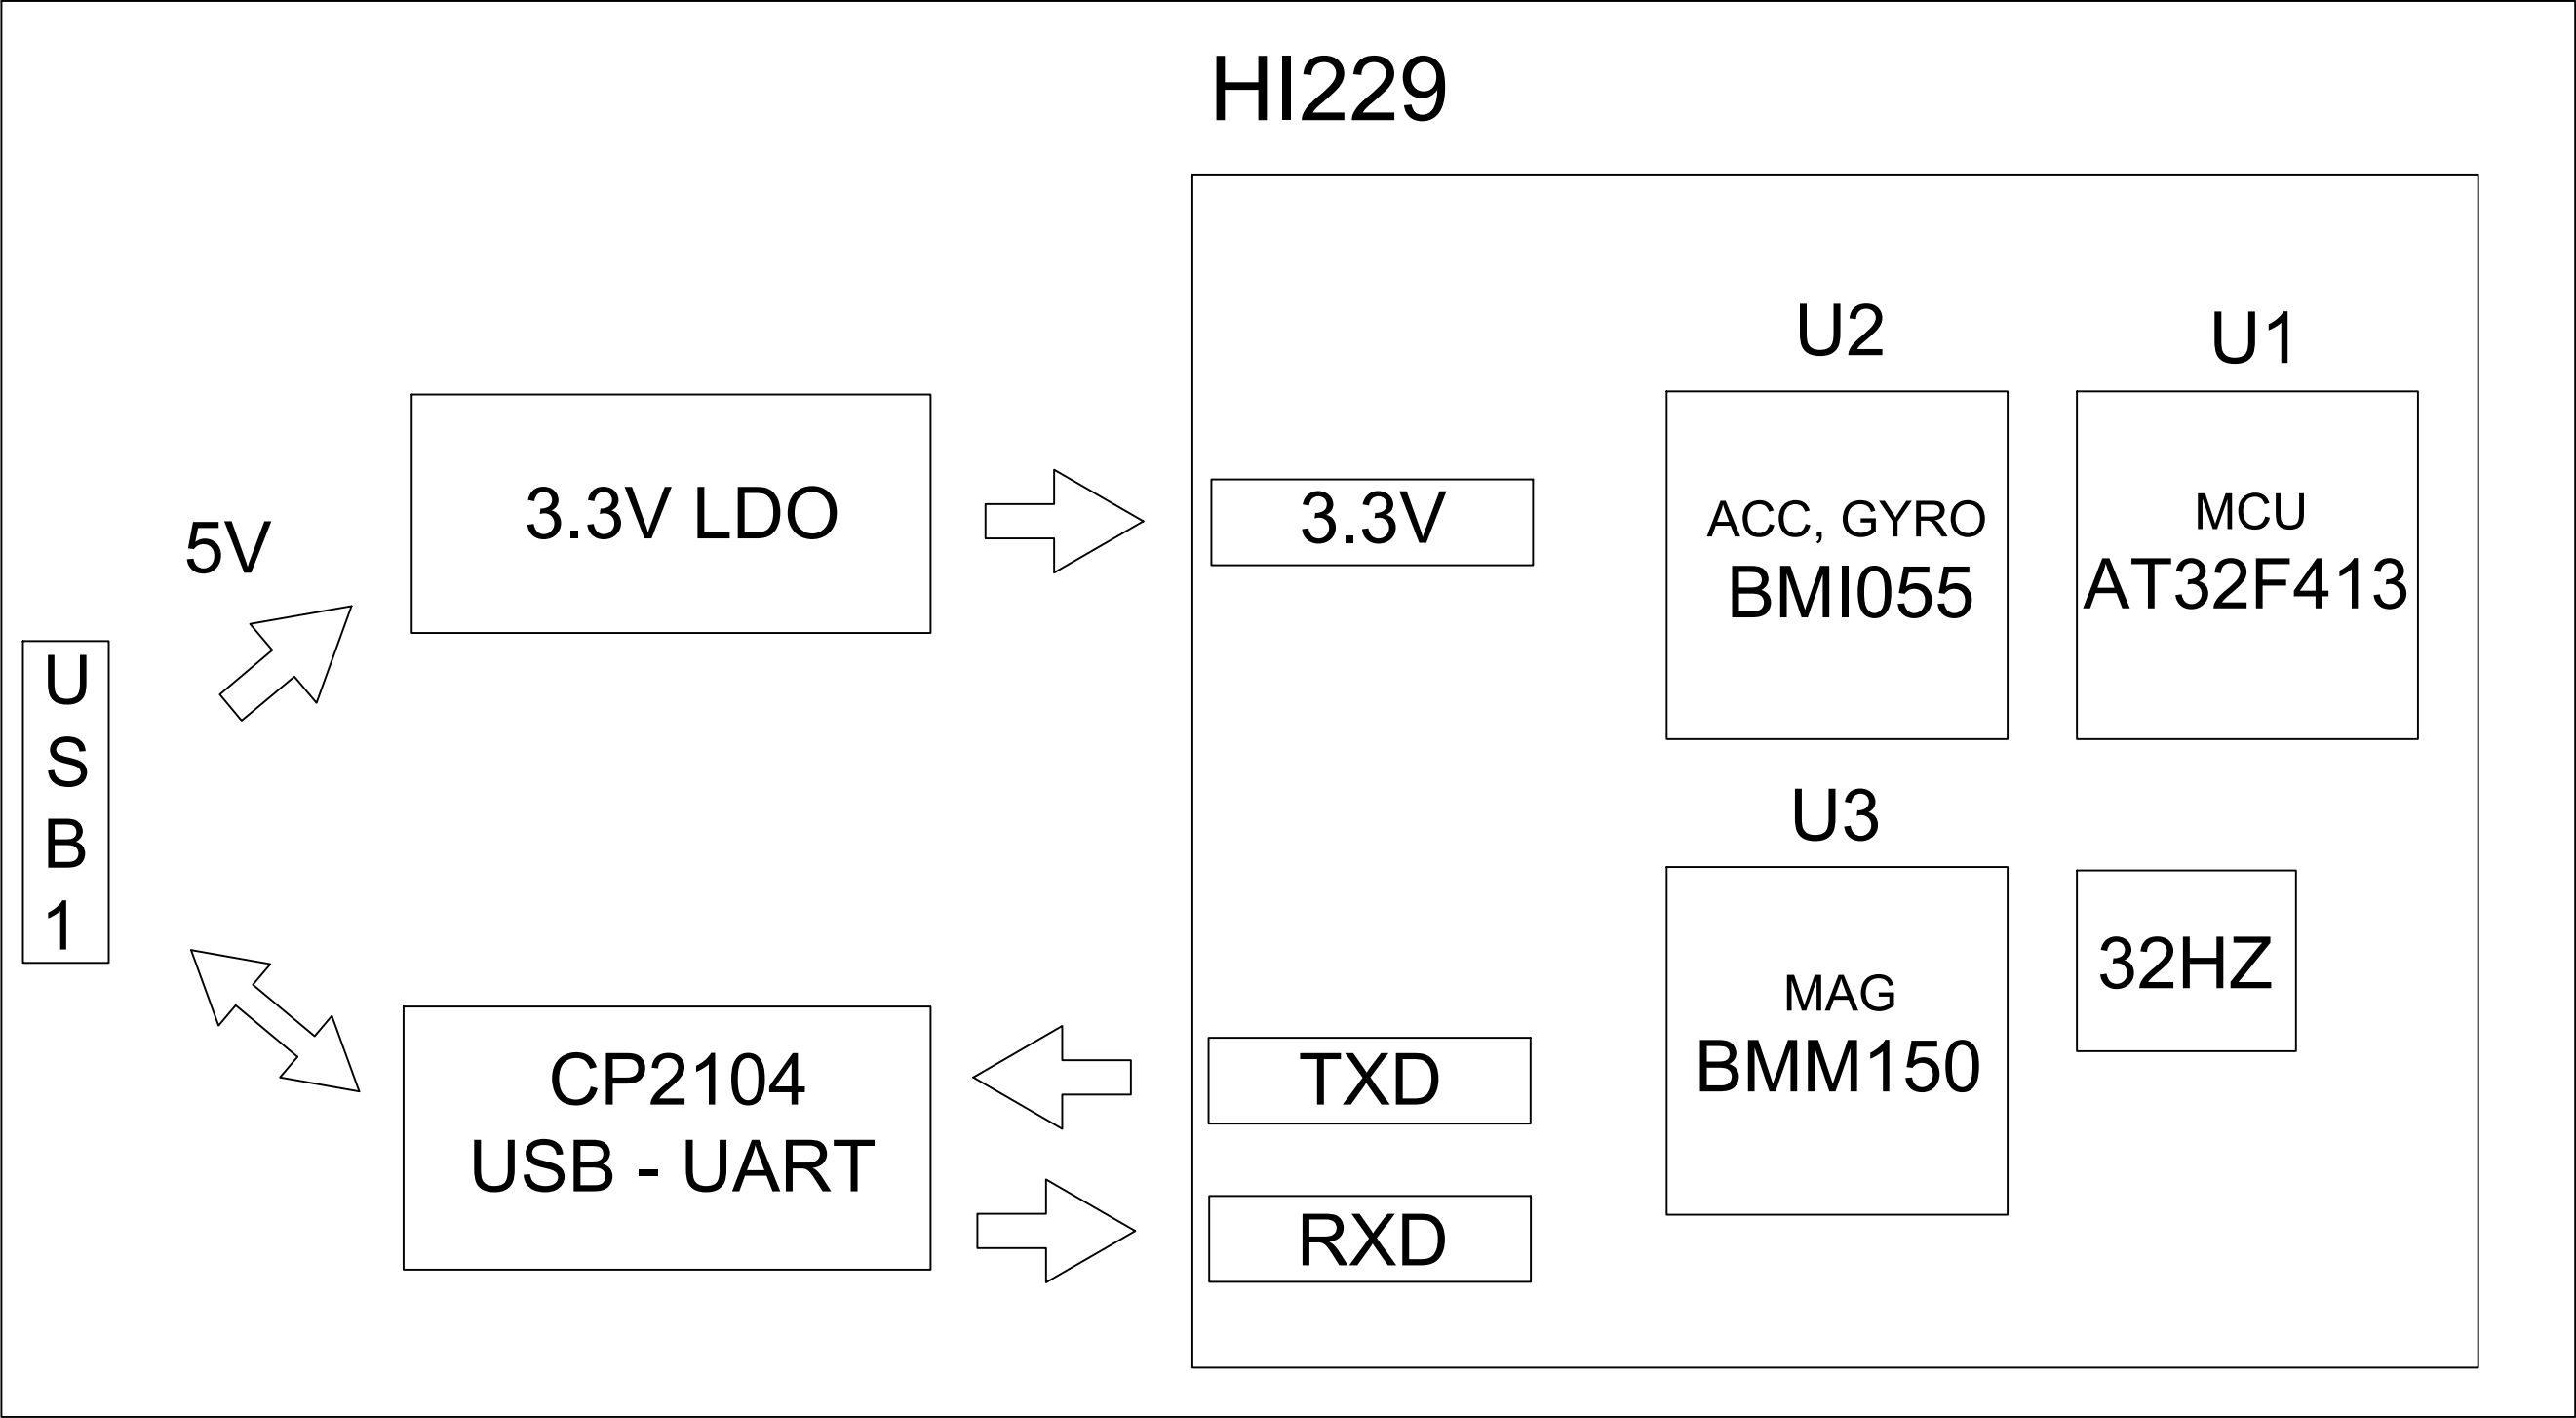 HI229
U2
U1
5V
3.3V LDO
3.3V
ACC, GYRO
BMI055
MCU
AT32F413
USB1
U3
MAG
BMM150
32HZ
CP2104
USB - UART
TXD
RXD